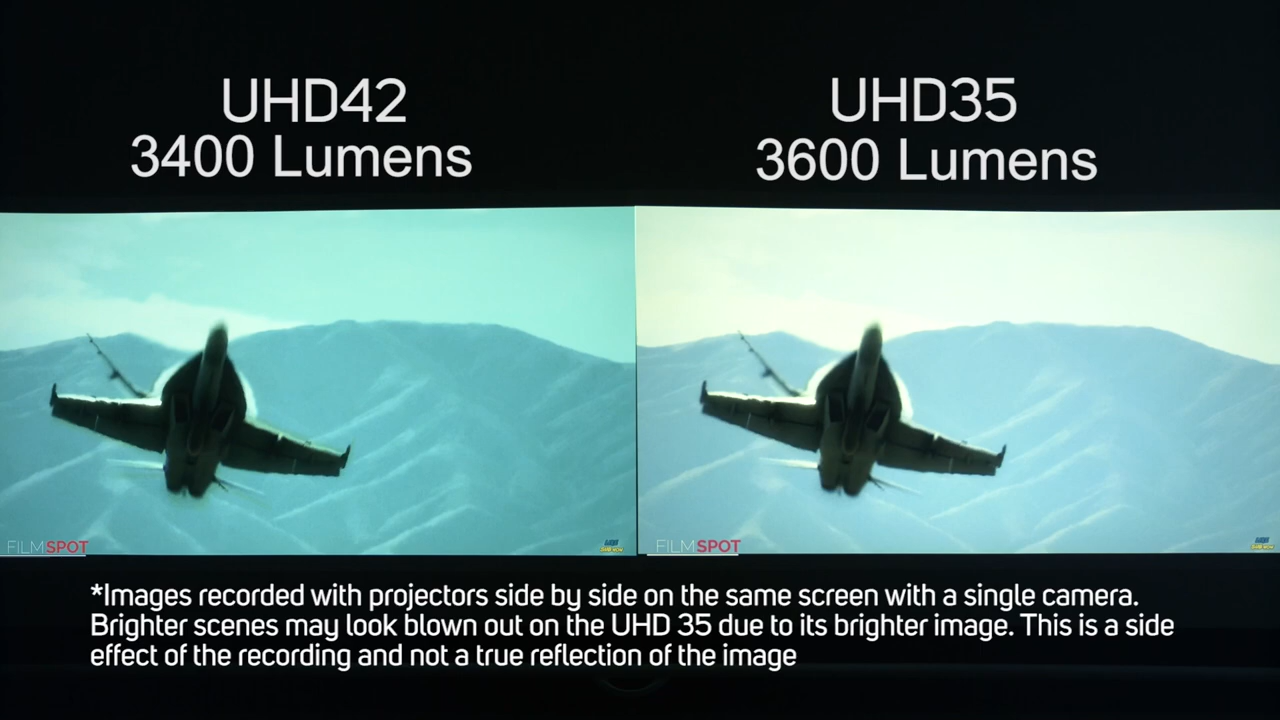 UHD42
3400 Lumens
UHD35
3600 Lumens
FILMSPOT
FILMSPOT
*Images recorded with projectors side by side on the same screen with a single camera.
Brighter scenes may look blown out on the UHD 35 due to its brighter image. This is a side
effect of the recording and not a true reflection of the image